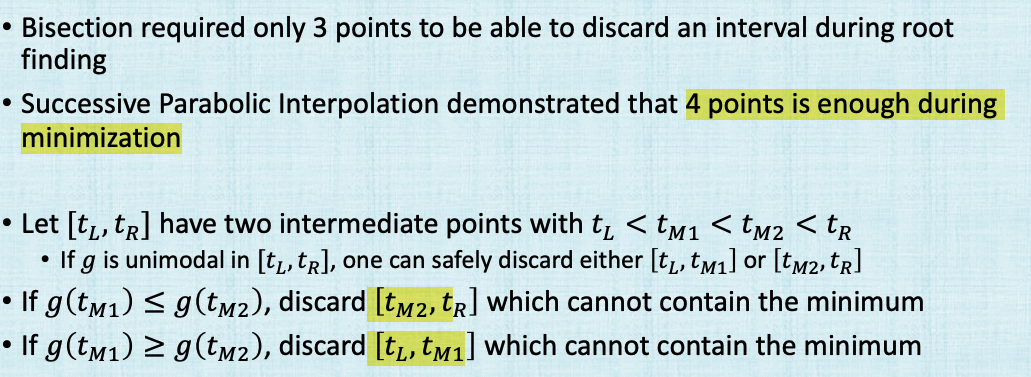 • Bisection required only 3 points to be able to discard an interval during root
finding
• Successive Parabolic Interpolation demonstrated that 4 points is enough during
minimization
• Let [t_L, t_R] have two intermediate points with t_L < t_{M1} < t_{M2} < t_R
• If g is unimodal in [t_L, t_R], one can safely discard either [t_L, t_{M1}] or [t_{M2}, t_R]
• If g(t_{M1}) ≤ g(t_{M2}), discard [t_{M2}, t_R] which cannot contain the minimum
• If g(t_{M1}) ≥ g(t_{M2}), discard [t_L, t_{M1}] which cannot contain the minimum